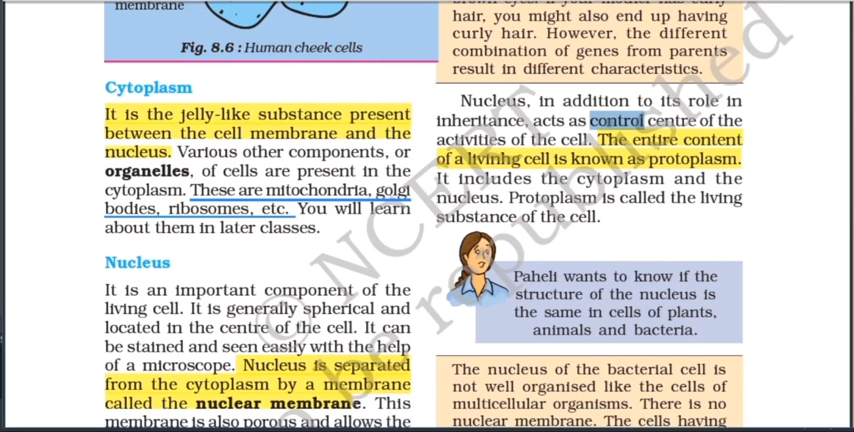 membrane
Fig. 8.6 : Human cheek cells
Cytoplasm
It is the jelly-like substance present
between the cell membrane and the
nucleus. Various other components, or
organelles, of cells are present in the
cytoplasm. These are mitochondria, golgi
bodies, ribosomes, etc. You will learn
about them in later classes.
Nucleus
It is an important component of the
living cell. It is generally spherical and
located in the centre of the cell. It can
be stained and seen easily with the help
of a microscope. Nucleus is separated
from the cytoplasm by a membrane
called the nuclear membrane. This
membrane is also porous and allows the
hair, you might also end up having
curly hair. However, the different
combination of genes from parents
result in different characteristics.
Nucleus, in addition to its role in
inheritance, acts as control centre of the
activities of the cell. The entire content
of a livinhg cell is known as protoplasm.
It includes the cytoplasm and the
nucleus. Protoplasm is called the living
substance of the cell.
Paheli wants to know if the
structure of the nucleus is
the same in cells of plants,
animals and bacteria.
The nucleus of the bacterial cell is
not well organised like the cells of
multicellular organisms. There is no
nuclear membrane. The cells having
© NCERT
be republished